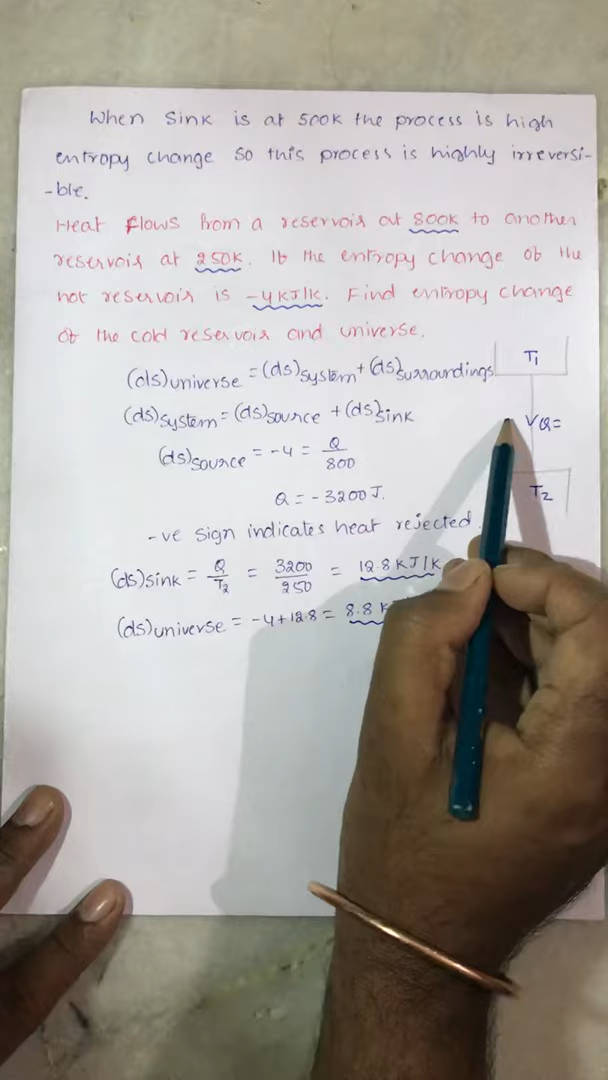 When sink is at 500K the process is high
entropy change so this process is highly irreversi-
-ble.
Heat flows from a reservoir at 800K to another
reservoir at 250K. If the entropy change of the
hot reservoir is -4KJ/K. Find entropy change
of the cold reservoir and universe.
(ds)universe = (ds)system + (ds)surroundings
T1
(ds)system = (ds)source + (ds)sink
Q=
(ds)source = -4 = Q/800
Q = -3200J.
T2
-ve sign indicates heat rejected.
(ds)sink = Q/T2 = 3200/250 = 12.8 KJ/K
(ds)universe = -4+12.8 = 8.8 K